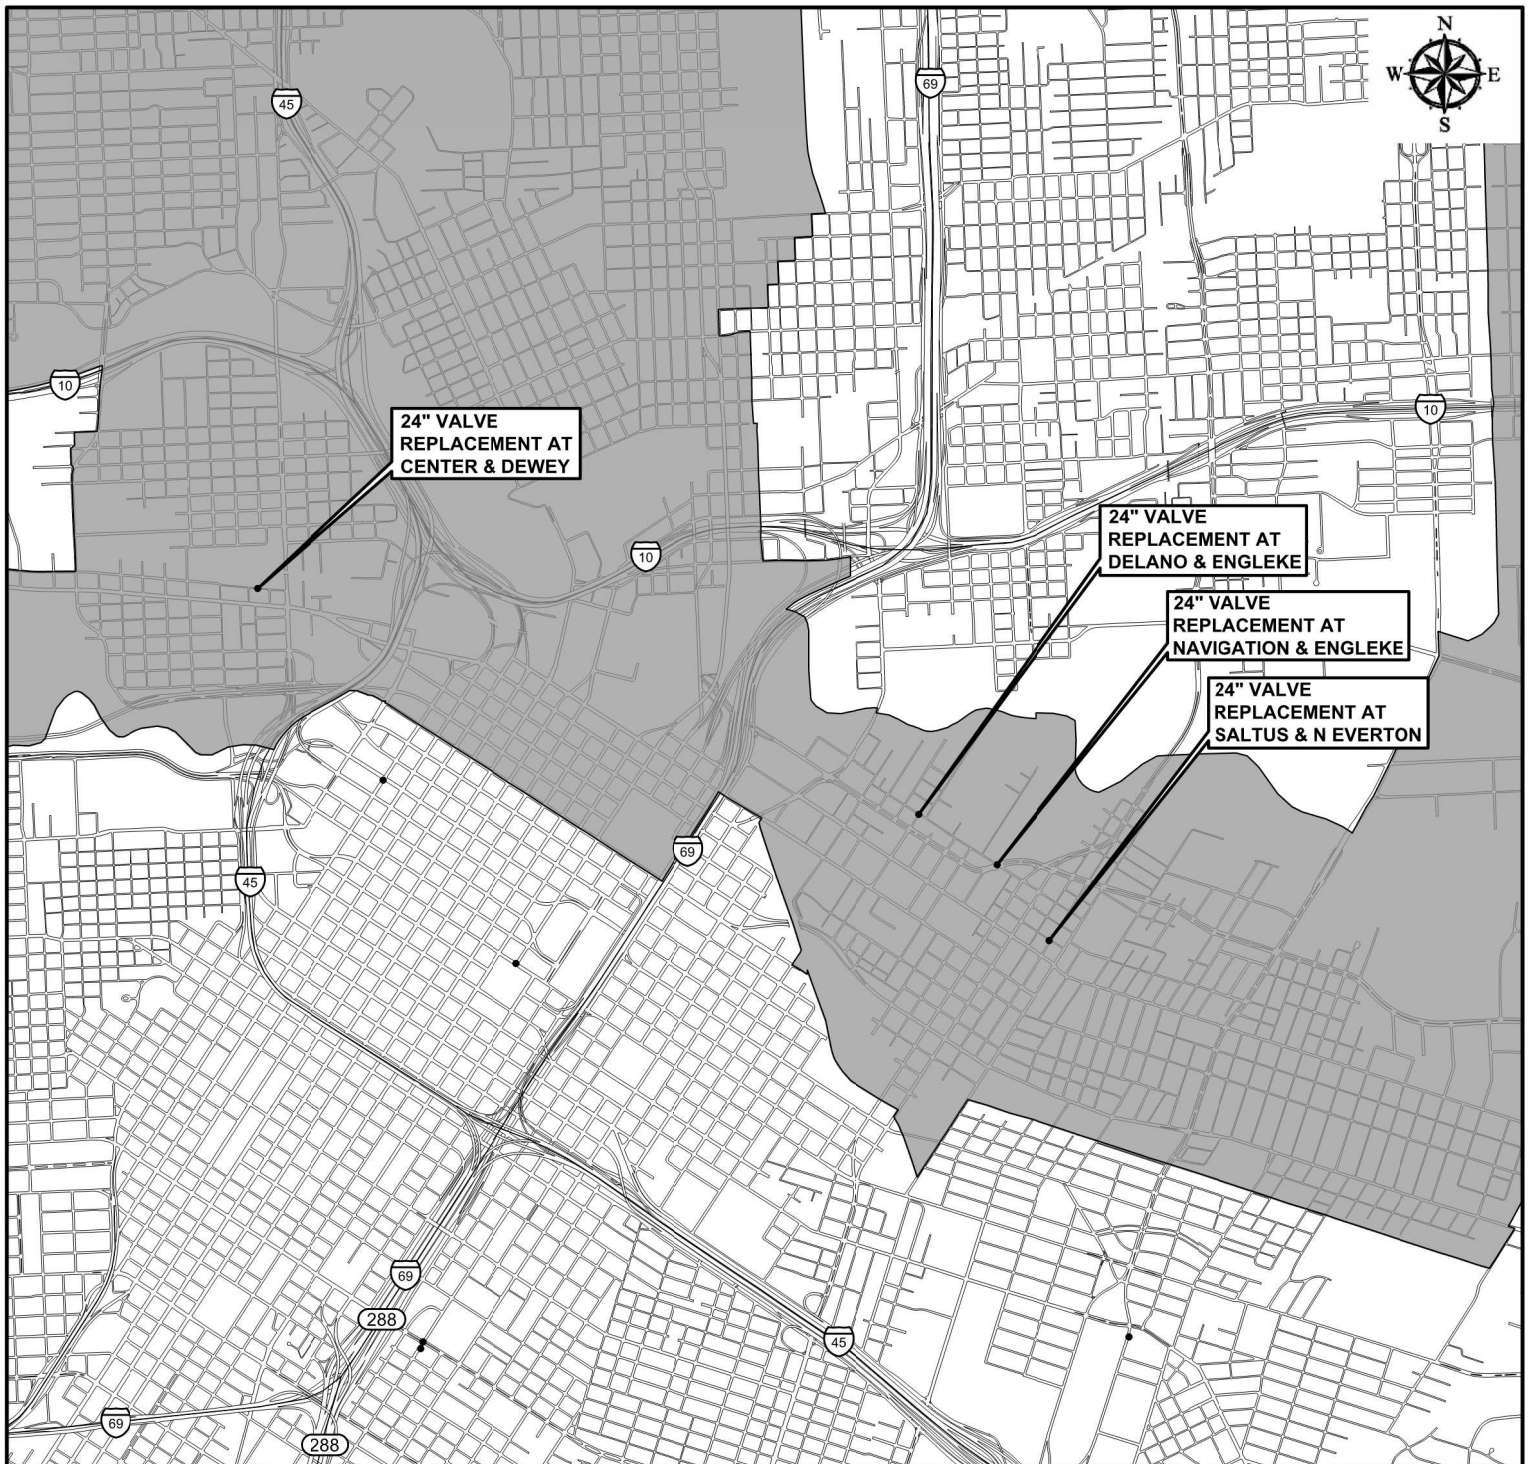 N
W E
S
45
69
10
10
24" VALVE
REPLACEMENT AT
CENTER & DEWEY
10
24" VALVE
REPLACEMENT AT
DELANO & ENGLEKE
24" VALVE
REPLACEMENT AT
NAVIGATION & ENGLEKE
24" VALVE
REPLACEMENT AT
SALTUS & N EVERTON
69
45
69
288
45
69
288